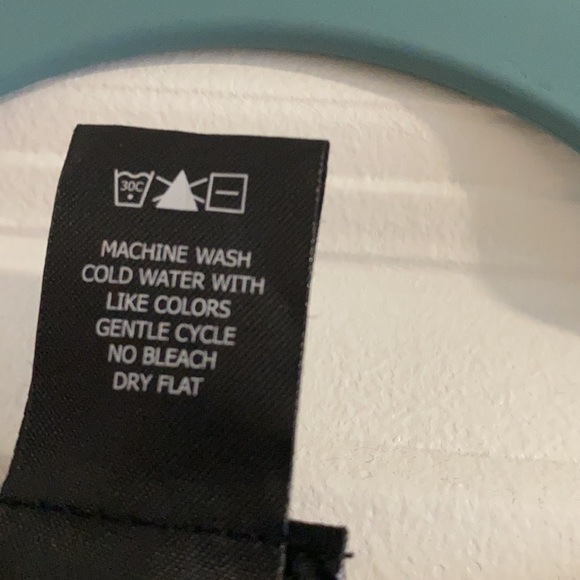 30C
MACHINE WASH
COLD WATER WITH
LIKE COLORS
GENTLE CYCLE
NO BLEACH
DRY FLAT